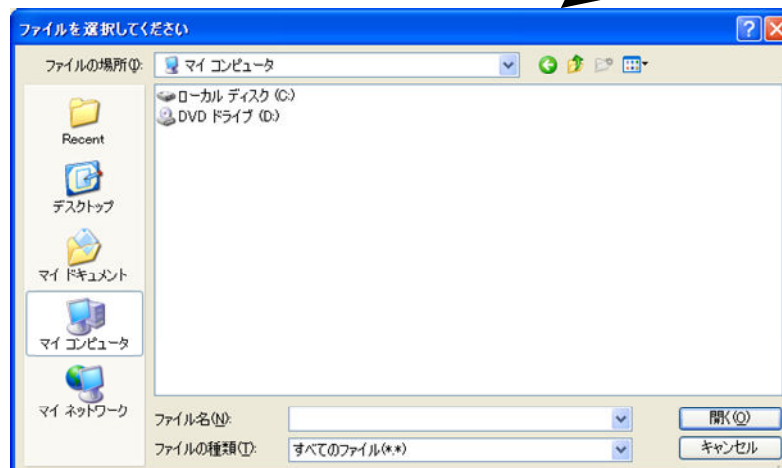 ファイルを選択してください
ファイルの場所(I):
マイ コンピュータ
ローカル ディスク (C:)
DVD ドライブ (D:)
Recent
デスクトップ
マイ ドキュメント
マイ コンピュータ
マイ ネットワーク
ファイル名(N):
開く(O)
ファイルの種類(T):
すべてのファイル(*.*)
キャンセル